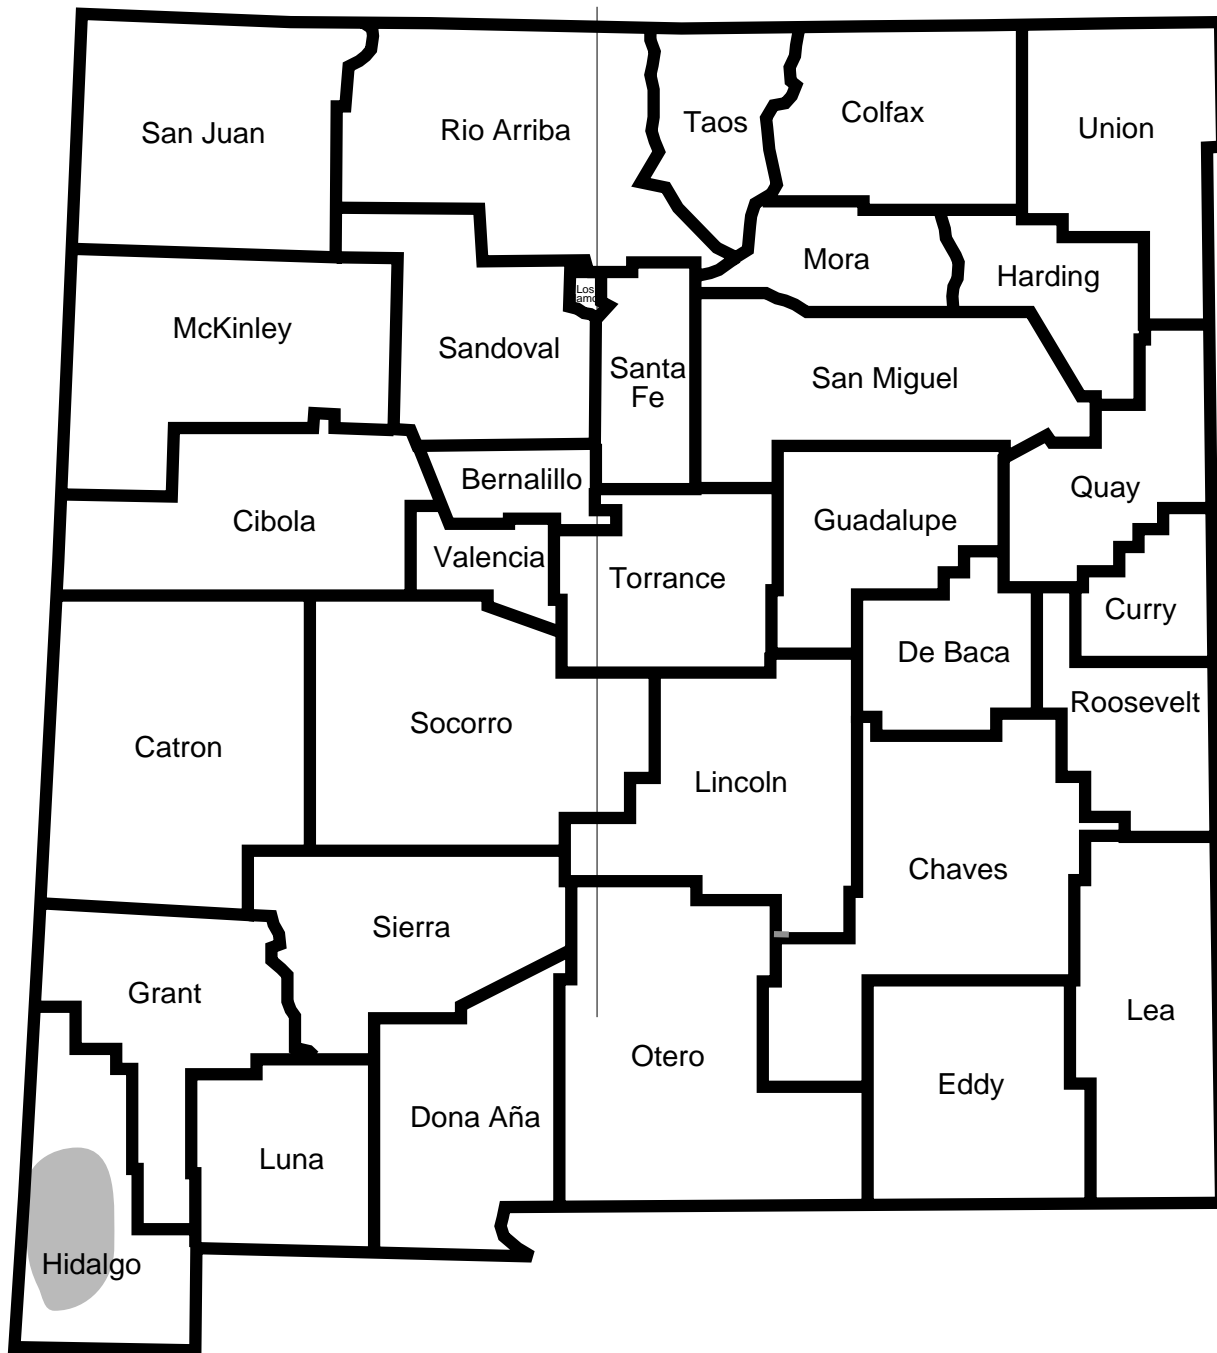 San Juan
Rio Arriba
Taos
Colfax
Union
McKinley
Sandoval
Los
amo
Santa
Fe
Mora
Harding
San Miguel
Cibola
Bernalillo
Valencia
Torrance
Guadalupe
Quay
Curry
De Baca
Roosevelt
Catron
Socorro
Lincoln
Chaves
Sierra
Grant
Otero
Lea
Eddy
Dona Aña
Luna
Hidalgo